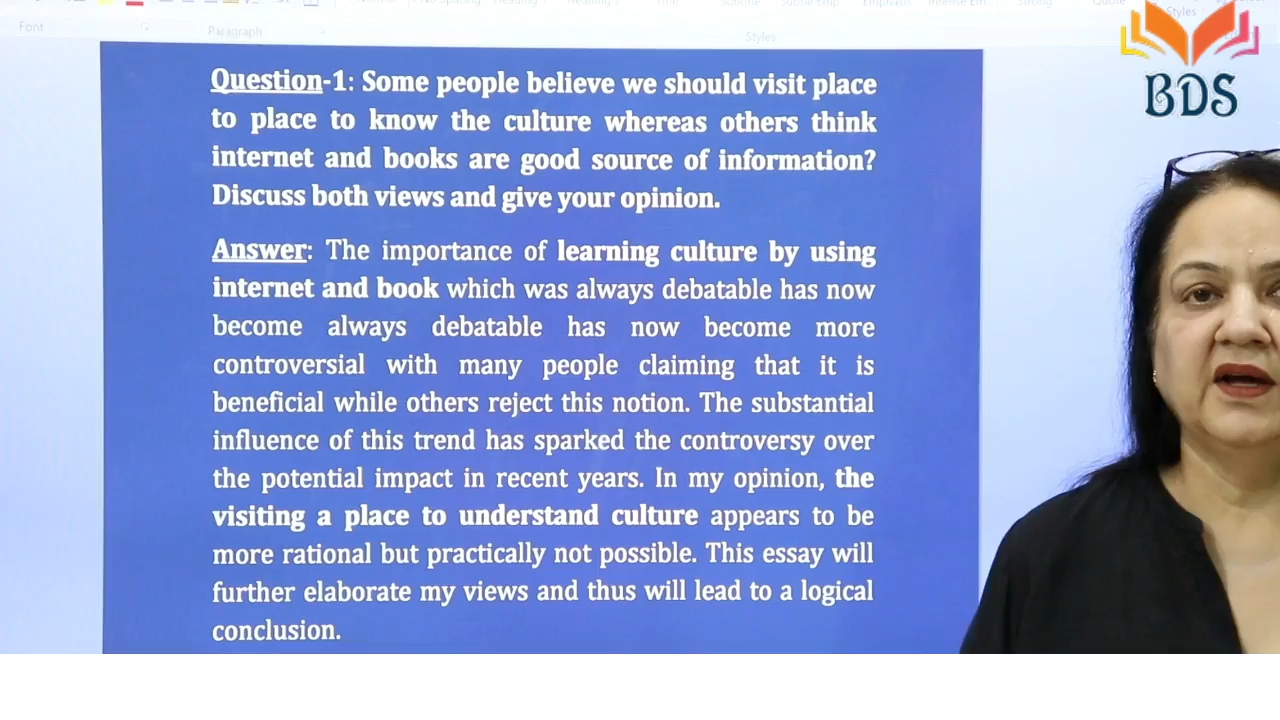 Font
Paragraph
Styles
Styles
BDS
Question-1: Some people believe we should visit place
to place to know the culture whereas others think
internet and books are good source of information?
Discuss both views and give your opinion.
Answer: The importance of learning culture by using
internet and book which was always debatable has now
become always debatable has now become more
controversial with many people claiming that it is
beneficial while others reject this notion. The substantial
influence of this trend has sparked the controversy over
the potential impact in recent years. In my opinion, the
visiting a place to understand culture appears to be
more rational but practically not possible. This essay will
further elaborate my views and thus will lead to a logical
conclusion.